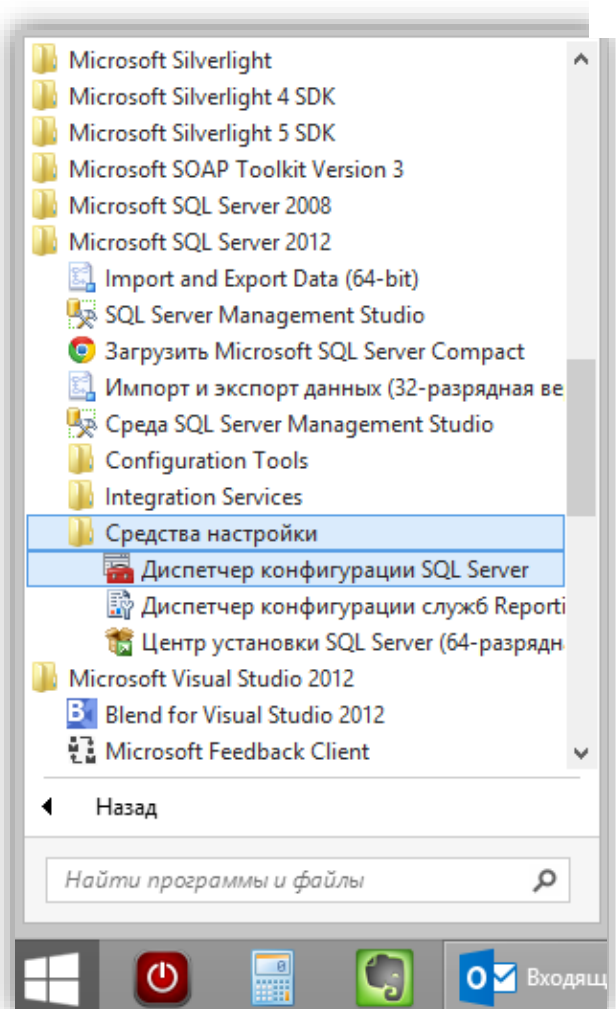 Microsoft Silverlight
Microsoft Silverlight 4 SDK
Microsoft Silverlight 5 SDK
Microsoft SOAP Toolkit Version 3
Microsoft SQL Server 2008
Microsoft SQL Server 2012
Import and Export Data (64-bit)
SQL Server Management Studio
Загрузить Microsoft SQL Server Compact
Импорт и экспорт данных (32-разрядная ве
Среда SQL Server Management Studio
Configuration Tools
Integration Services
Средства настройки
Диспетчер конфигурации SQL Server
Диспетчер конфигурации служб Reporti
Центр установки SQL Server (64-разрядн
Microsoft Visual Studio 2012
Blend for Visual Studio 2012
Microsoft Feedback Client
Назад
Найти программы и файлы
Входящ